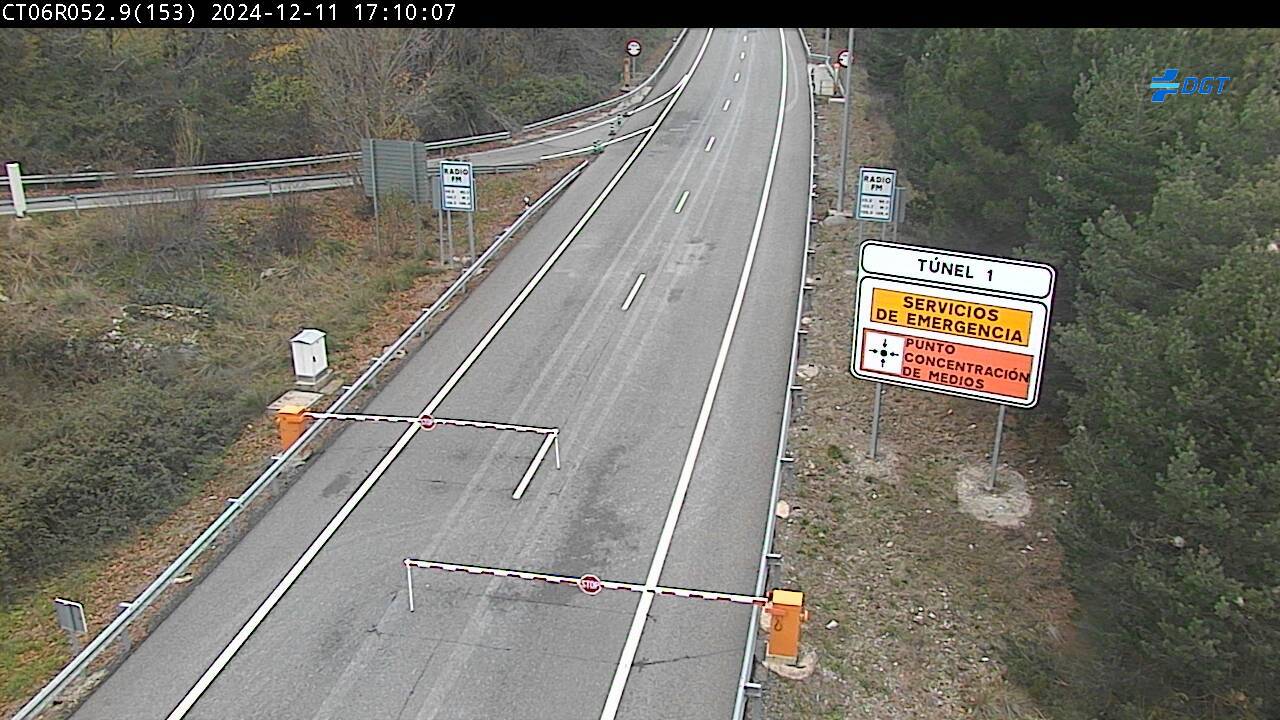 CT06R052.9(153) 2024-12-11 17:10:07
DGT
RADIO
FM
RADIO
FM
TÚNEL 1
SERVICIOS
DE EMERGENCIA
PUNTO
CONCENTRACIÓN
DE MEDIOS
STOP
STOP